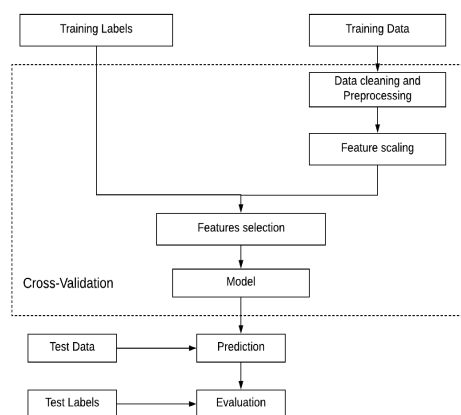 Training Labels
Training Data
Data cleaning and
Preprocessing
Feature scaling
Features selection
Cross-Validation
Model
Test Data
Prediction
Test Labels
Evaluation